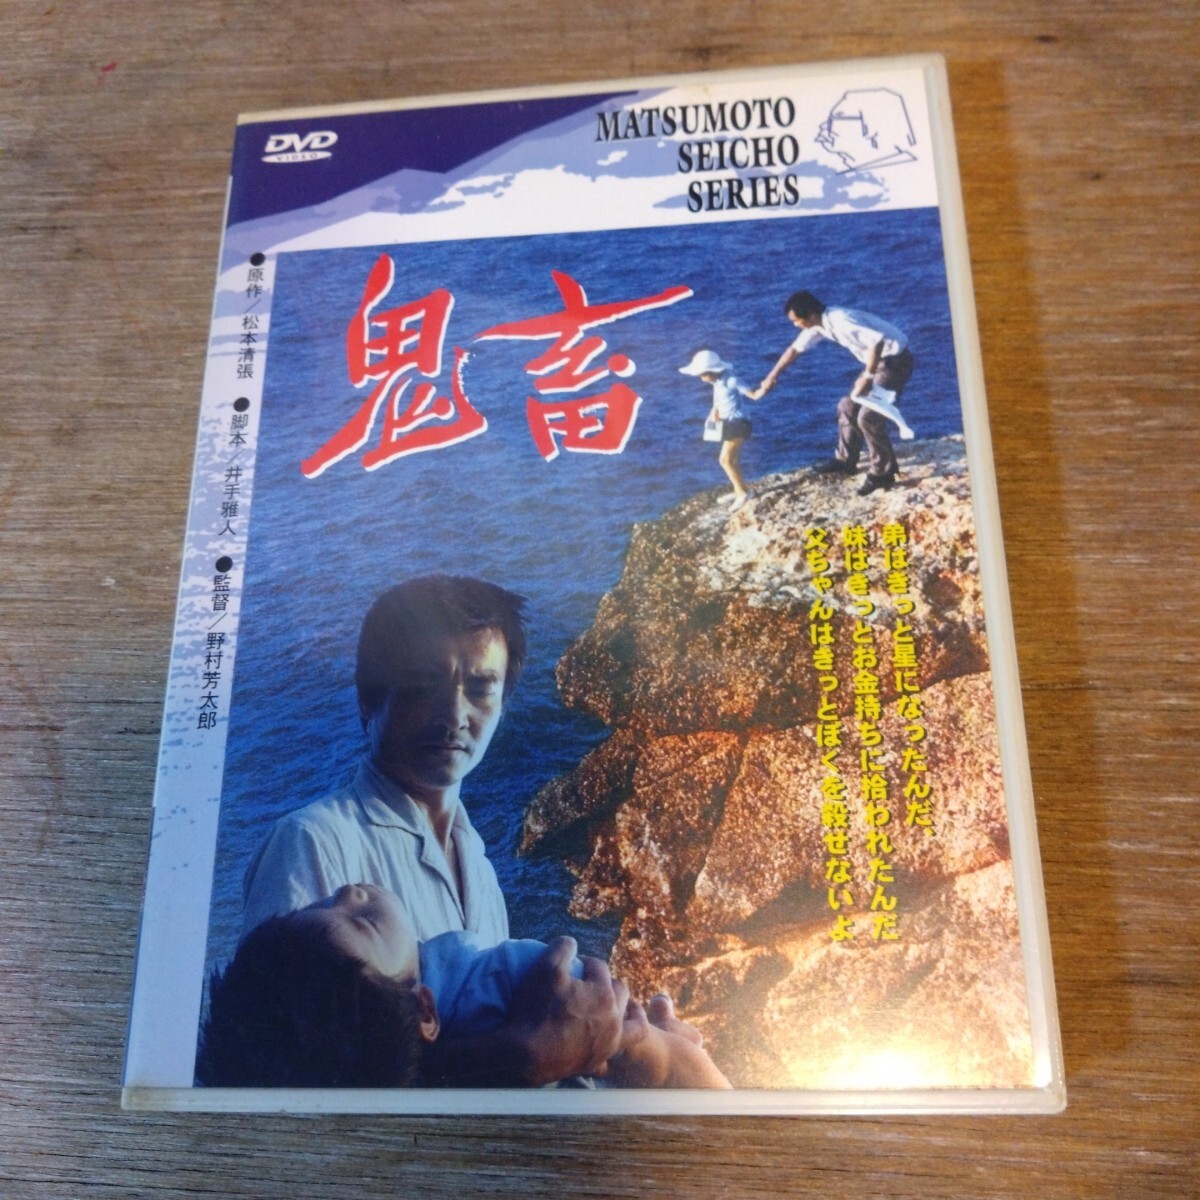 DVD
VIDEO
MATSUMOTO
SEICHO
SERIES
鬼畜
●原作／松本清張 ●脚本／井手雅人 ●監督／野村芳太郎
弟はきっと星になったんだ、
妹はきっとお金持ちに拾われたんだ
父ちゃんはきっとぼくを殺せないよ